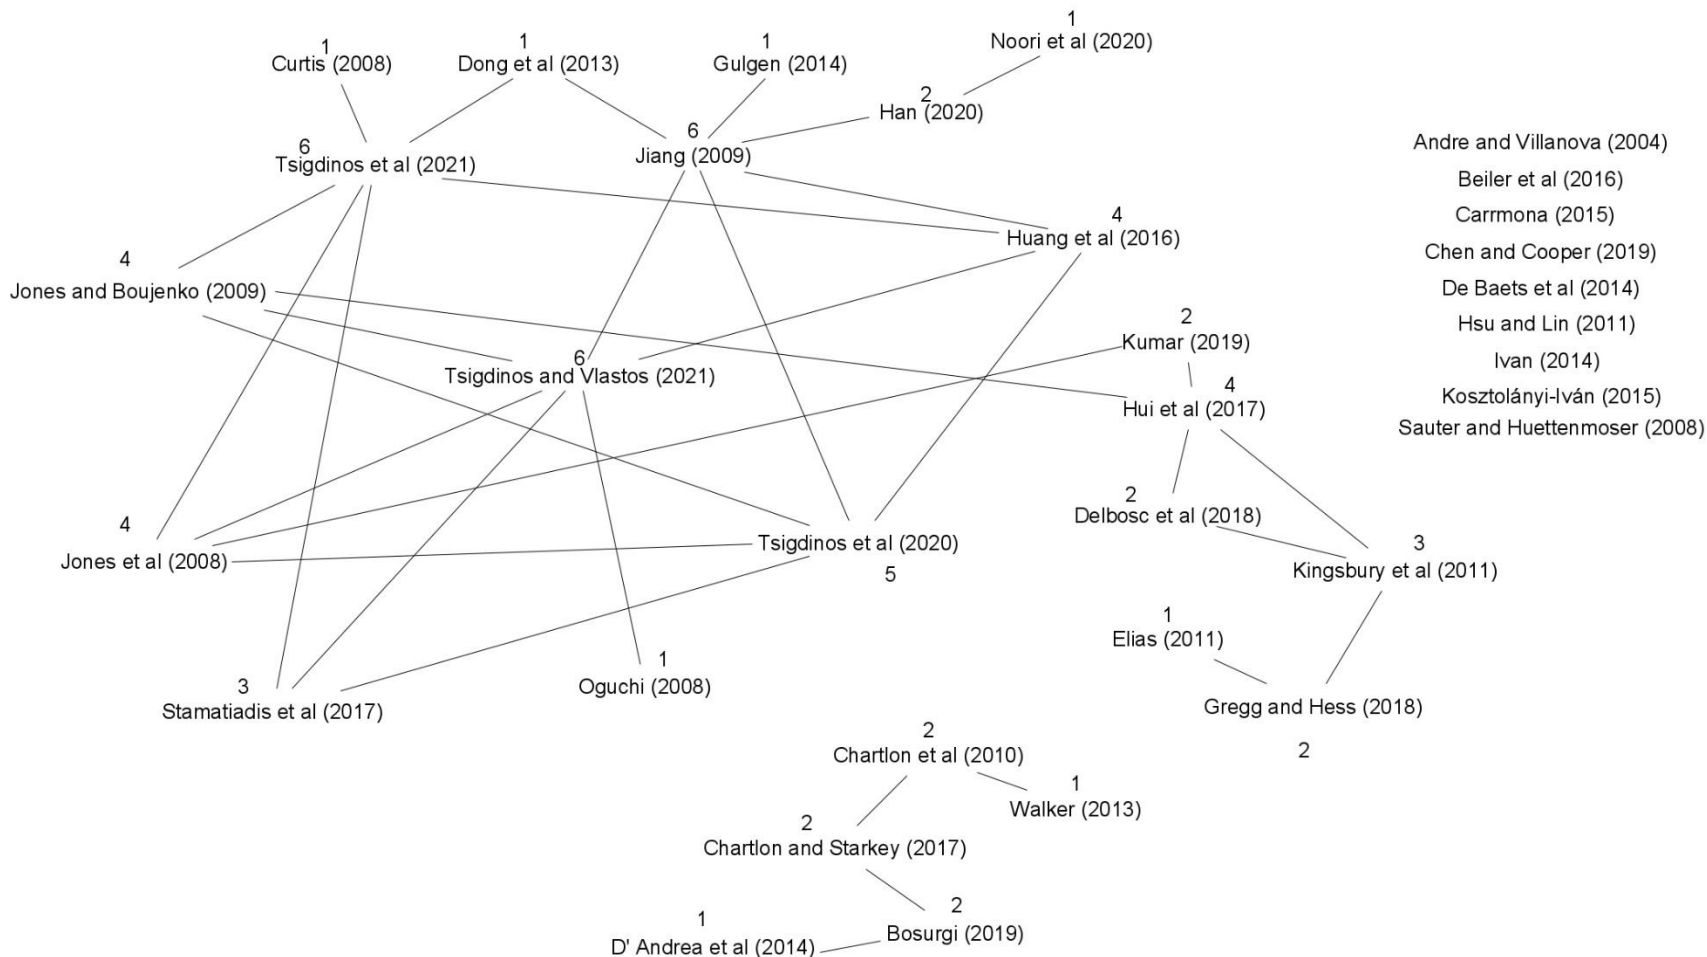 1
Curtis (2008)
1
Dong et al (2013)
1
Gulgen (2014)
1
Noori et al (2020)
2
Han (2020)
6
Tsigdinos et al (2021)
6
Jiang (2009)
4
Huang et al (2016)
4
Jones and Boujenko (2009)
2
Kumar (2019)
6
Tsigdinos and Vlastos (2021)
4
Hui et al (2017)
2
Delbosc et al (2018)
4
Jones et al (2008)
Tsigdinos et al (2020)
5
3
Kingsbury et al (2011)
1
Elias (2011)
3
Stamatiadis et al (2017)
1
Oguchi (2008)
Gregg and Hess (2018)
2
2
Chartlon et al (2010)
1
Walker (2013)
2
Chartlon and Starkey (2017)
2
Bosurgi (2019)
1
D' Andrea et al (2014)
Andre and Villanova (2004)
Beiler et al (2016)
Carrmona (2015)
Chen and Cooper (2019)
De Baets et al (2014)
Hsu and Lin (2011)
Ivan (2014)
Kosztolányi-Iván (2015)
Sauter and Huettenmoser (2008)